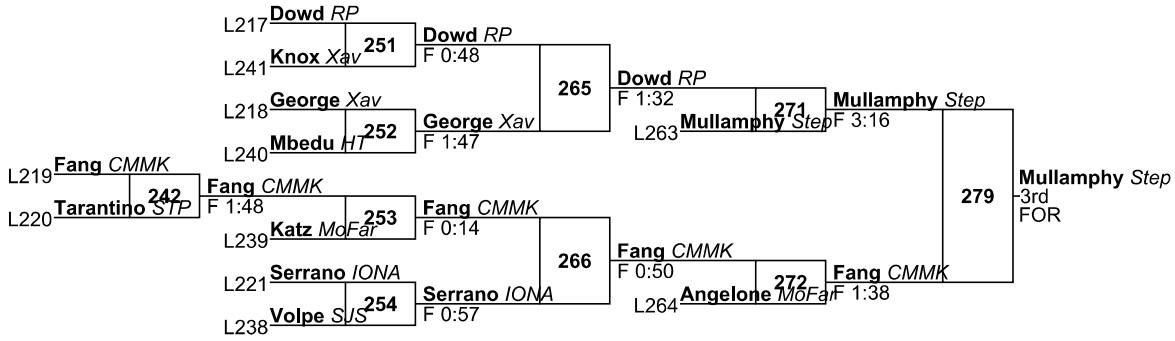 L217 Dowd RP
251
Dowd RP
F 0:48
L241 Knox Xav
265
Dowd RP
F 1:32
L218 George Xav
252
George Xav
F 1:47
L240 Mbedu HT
271
Mullamphy Step
F 3:16
L263 Mullamphy Step
L219 Fang CMMK
242
Fang CMMK
F 1:48
L220 Tarantino STP
253
Fang CMMK
F 0:14
L239 Katz MoFar
266
Fang CMMK
F 0:50
L221 Serrano IONA
254
Serrano IONA
F 0:57
L238 Volpe SJS
272
Fang CMMK
F 1:38
L264 Angelone MoFar
279
Mullamphy Step
3rd
FOR